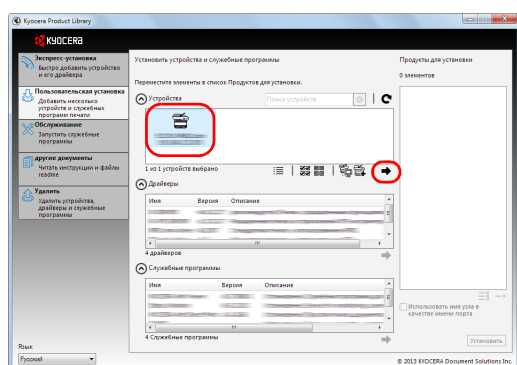 Kyocera Product Library
KYOCERA
Экспресс-установка
Быстро добавить устройство
и его драйвера
Пользовательская установка
Добавить несколько
устройств и служебных
программ печати
Обслуживание
Запустить служебные
программы
другие документы
Читать инструкции и файлы
readme
Удалить
Удалить устройства,
драйверы и служебные
программы
Язык
Русский
Установить устройства и служебные программы
Переместите элементы в список Продуктов для установки.
Устройства
Поиск устройств
1 из 1 устройств выбрано
Драйверы
Имя Версия Описание
4 драйверов
Служебные программы
Имя Версия Описание
4 Служебные программы
Продукты для установки
0 элементов
Использовать имя узла в
качестве имени порта
Установить
© 2013 KYOCERA Document Solutions Inc.